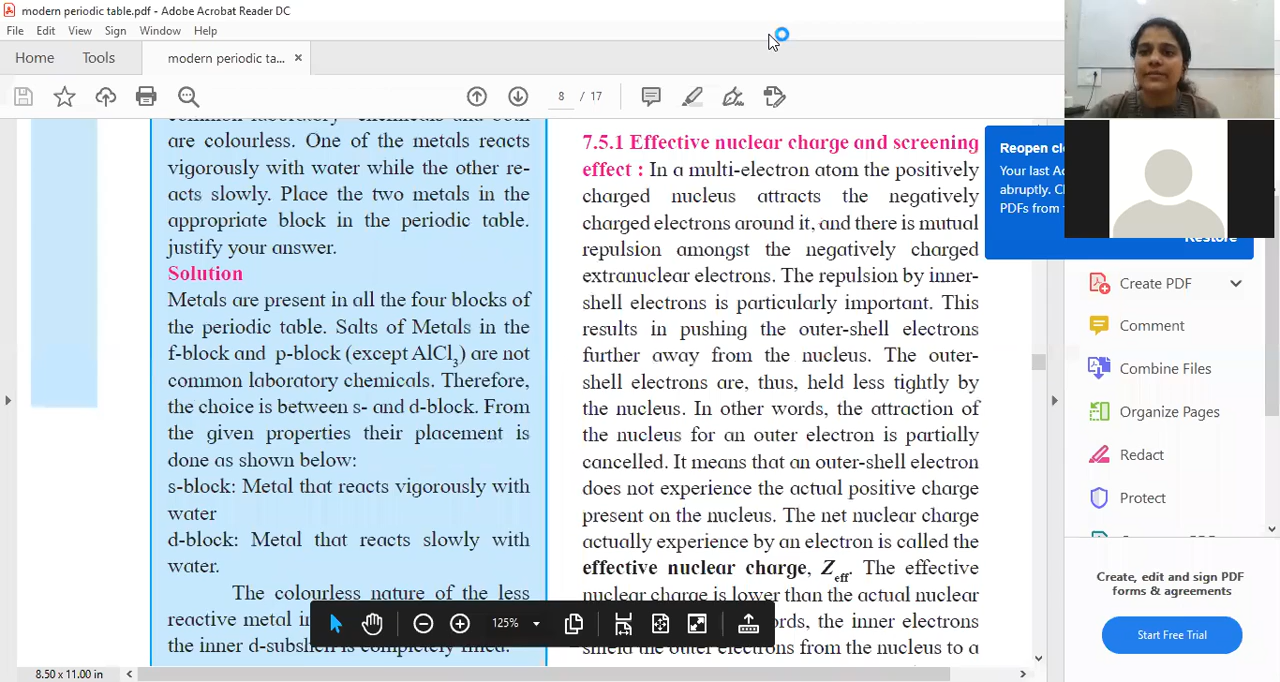 modern periodic table.pdf - Adobe Acrobat Reader DC
File Edit View Sign Window Help
Home Tools modern periodic ta... ×
8 / 17
common laboratory chemicals and both
are colourless. One of the metals reacts
vigorously with water while the other re-
acts slowly. Place the two metals in the
appropriate block in the periodic table.
justify your answer.
Solution
Metals are present in all the four blocks of
the periodic table. Salts of Metals in the
f-block and p-block (except AlCl3) are not
common laboratory chemicals. Therefore,
the choice is between s- and d-block. From
the given properties their placement is
done as shown below:
s-block: Metal that reacts vigorously with
water
d-block: Metal that reacts slowly with
water.
The colourless nature of the less
reactive metal in
the inner d-subshell is completely filled.
7.5.1 Effective nuclear charge and screening
effect : In a multi-electron atom the positively
charged nucleus attracts the negatively
charged electrons around it, and there is mutual
repulsion amongst the negatively charged
extranuclear electrons. The repulsion by inner-
shell electrons is particularly important. This
results in pushing the outer-shell electrons
further away from the nucleus. The outer-
shell electrons are, thus, held less tightly by
the nucleus. In other words, the attraction of
the nucleus for an outer electron is partially
cancelled. It means that an outer-shell electron
does not experience the actual positive charge
present on the nucleus. The net nuclear charge
actually experience by an electron is called the
effective nuclear charge, Zeff. The effective
nuclear charge is lower than the actual nuclear
words, the inner electrons
shield the outer electrons from the nucleus to a
125%
Reopen
Your last
abruptly.
PDFs from
Restore
Create PDF
Comment
Combine Files
Organize Pages
Redact
Protect
Create, edit and sign PDF
forms & agreements
Start Free Trial
8.50 x 11.00 in